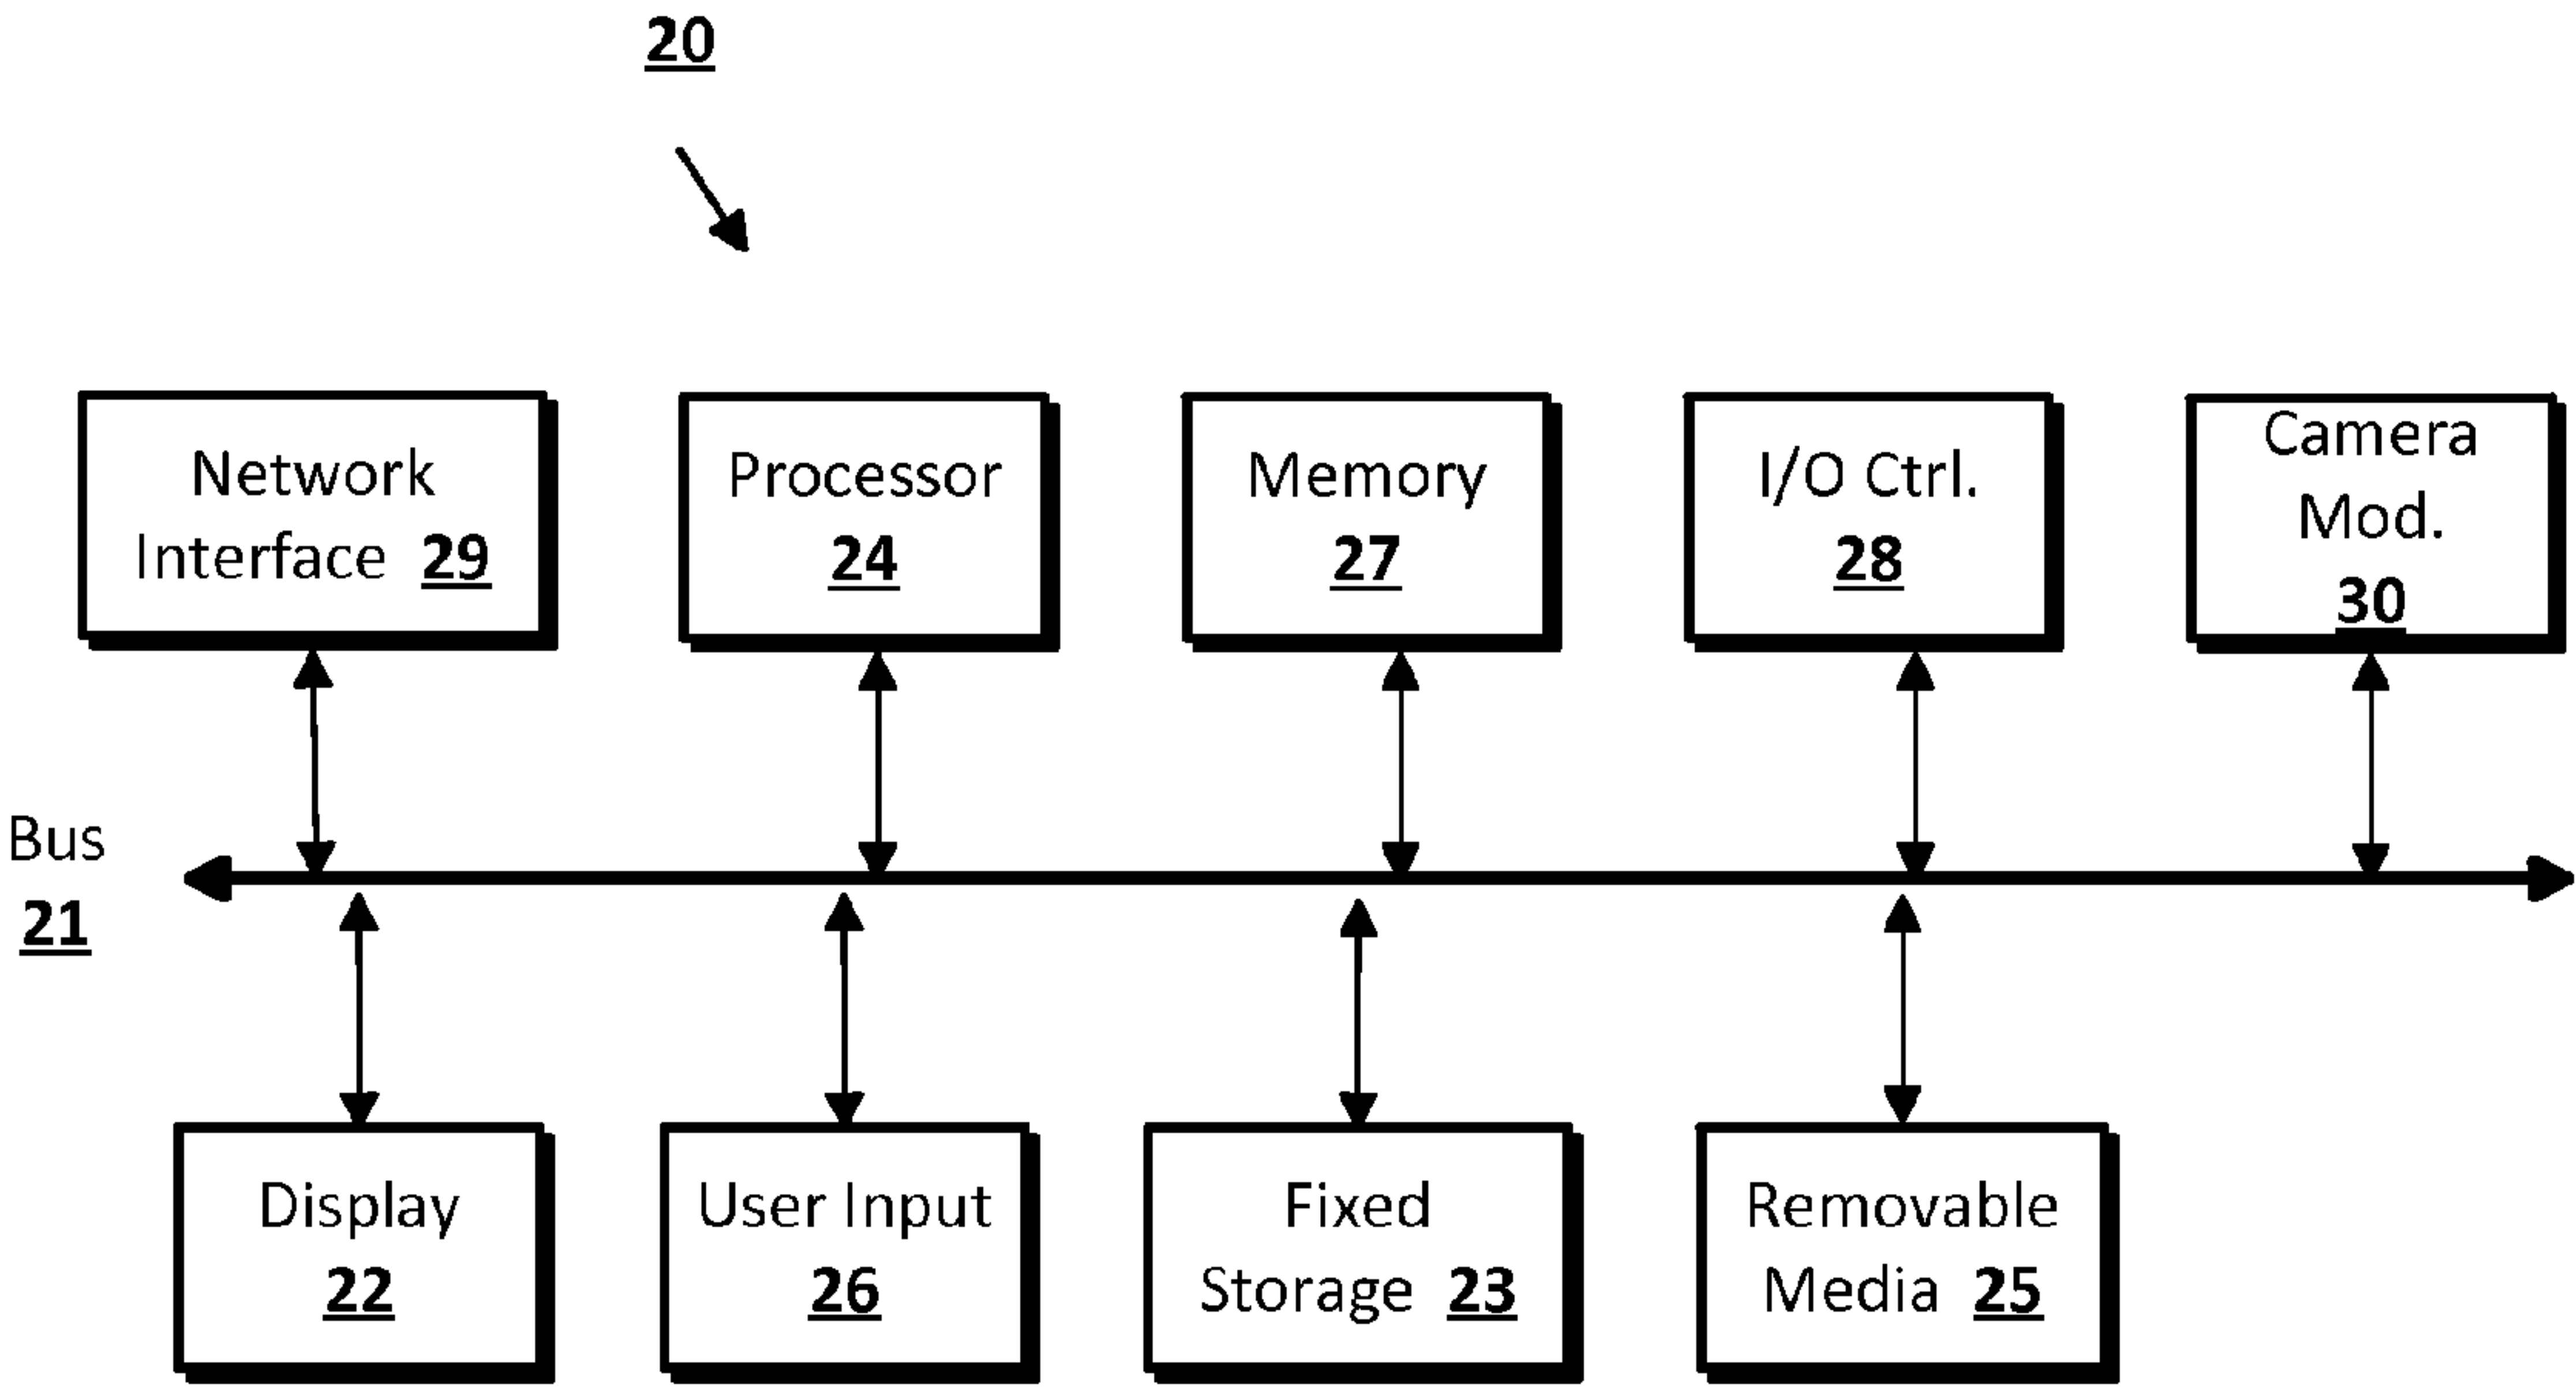 20
Network
Interface 29
Processor
24
Memory
27
I/O Ctrl.
28
Camera
Mod.
30
Bus
21
Display
22
User Input
26
Fixed
Storage 23
Removable
Media 25